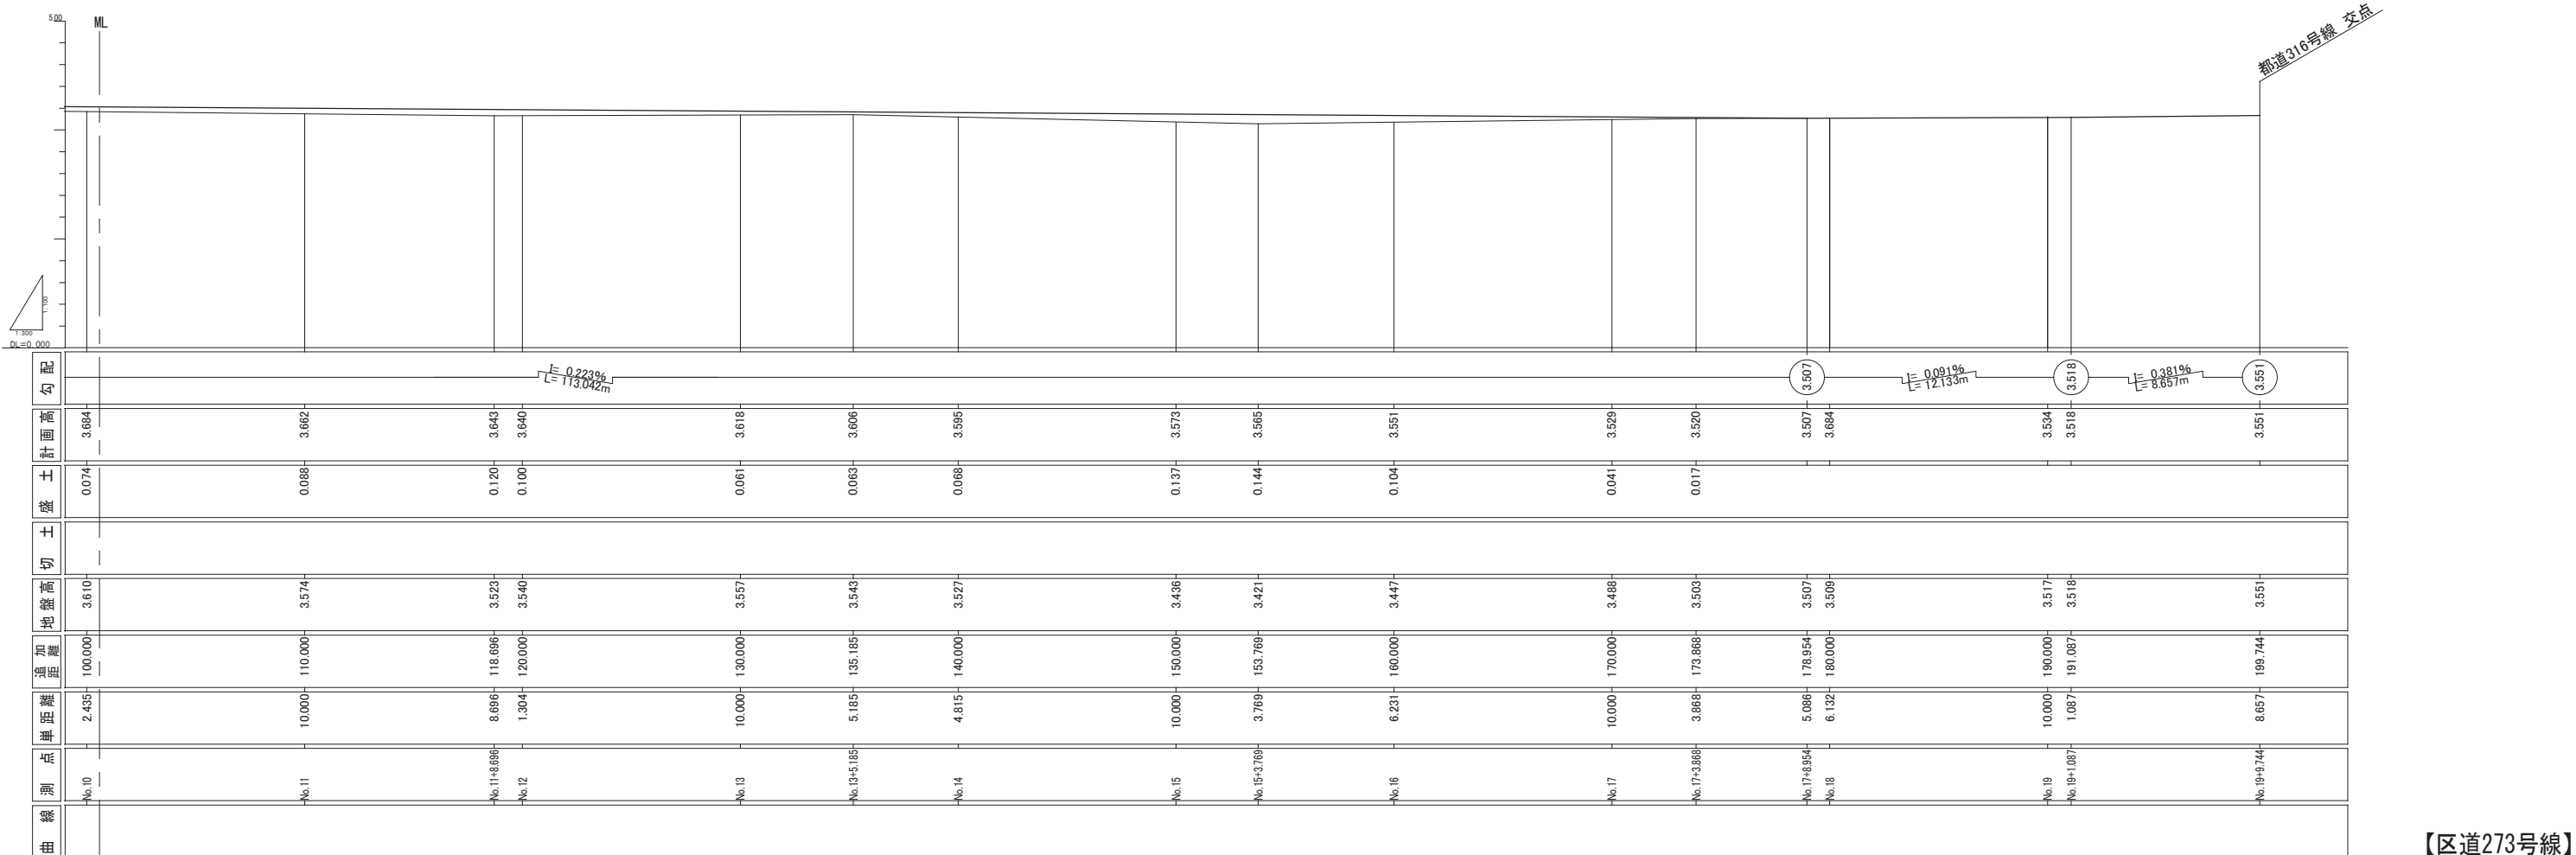 5.00
ML
都道316号線 交点
1:100
1:300
DL=0.000
勾配
I= 0.223%
L= 113.042m
3.507
I= 0.091%
L= 12.133m
3.518
I= 0.381%
L= 8.657m
3.551
計画高
3.684 3.662 3.643 3.640 3.618 3.606 3.595 3.573 3.565 3.551 3.529 3.520 3.507 3.684 3.534 3.518 3.551
盛土
0.074 0.088 0.120 0.100 0.061 0.063 0.068 0.137 0.144 0.104 0.041 0.017
切土
地盤高
3.610 3.574 3.523 3.540 3.557 3.543 3.527 3.436 3.421 3.447 3.488 3.503 3.507 3.509 3.517 3.518 3.551
追加距離
100.000 110.000 118.696 120.000 130.000 135.185 140.000 150.000 153.769 160.000 170.000 173.868 178.954 180.000 190.000 191.087 199.744
単距離
2.435 10.000 8.696 1.304 10.000 5.185 4.815 10.000 3.769 6.231 10.000 3.868 5.086 6.132 10.000 1.087 8.657
測点
No.10 No.11 No.11+8.696 No.12 No.13 No.13+5.185 No.14 No.15 No.15+3.769 No.16 No.17 No.17+3.868 No.17+8.954 No.18 No.19 No.19+1.087 No.19+9.744
曲線
【区道273号線】